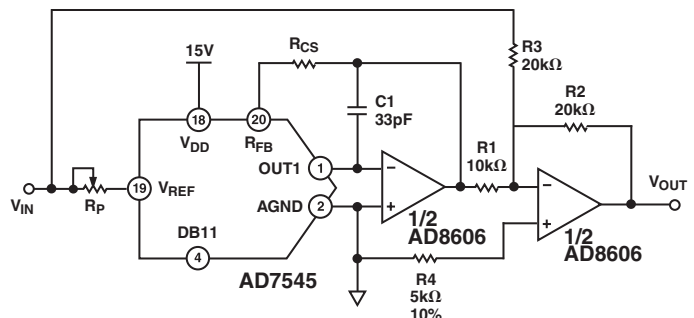 R3
20kΩ
15V
RCS
R2
20kΩ
18
20
VDD
RFB
C1
33pF
OUT1
1
−
R1
10kΩ
−
VIN
RP
19
VREF
AGND
2
+
VOUT
DB11
4
1/2
AD8606
+
1/2
AD8606
AD7545
R4
5kΩ
10%